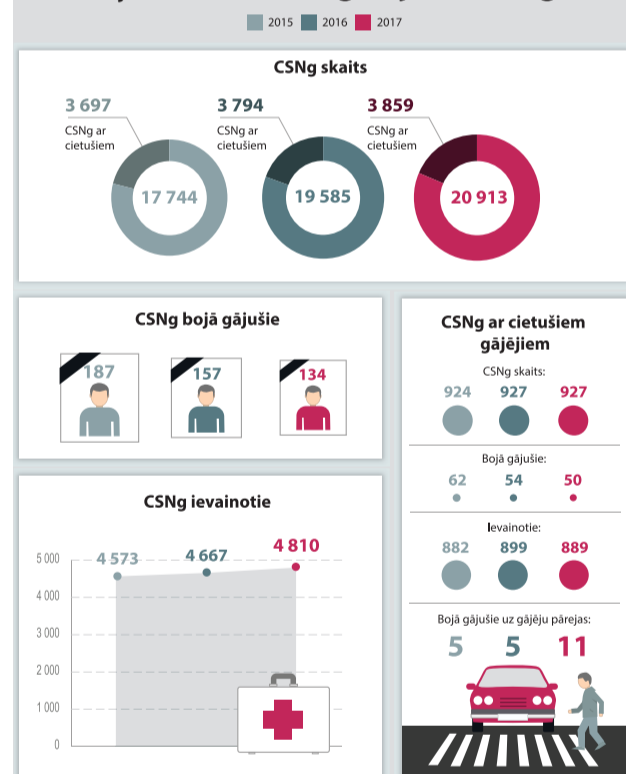 2015 2016 2017
CSNg skaits
3 697
CSNg ar
cietušiem
17 744
3 794
CSNg ar
cietušiem
19 585
3 859
CSNg ar
cietušiem
20 913
CSNg bojā gājušie
187 157 134
CSNg ievainotie
5 000
4 000
3 000
2 000
1 000
0
4 573 4 667 4 810
CSNg ar cietušiem
gājējiem
CSNg skaits:
924 927 927
Bojā gājušie:
62 54 50
Ievainotie:
882 899 889
Bojā gājušie uz gājēju pārejas:
5 5 11